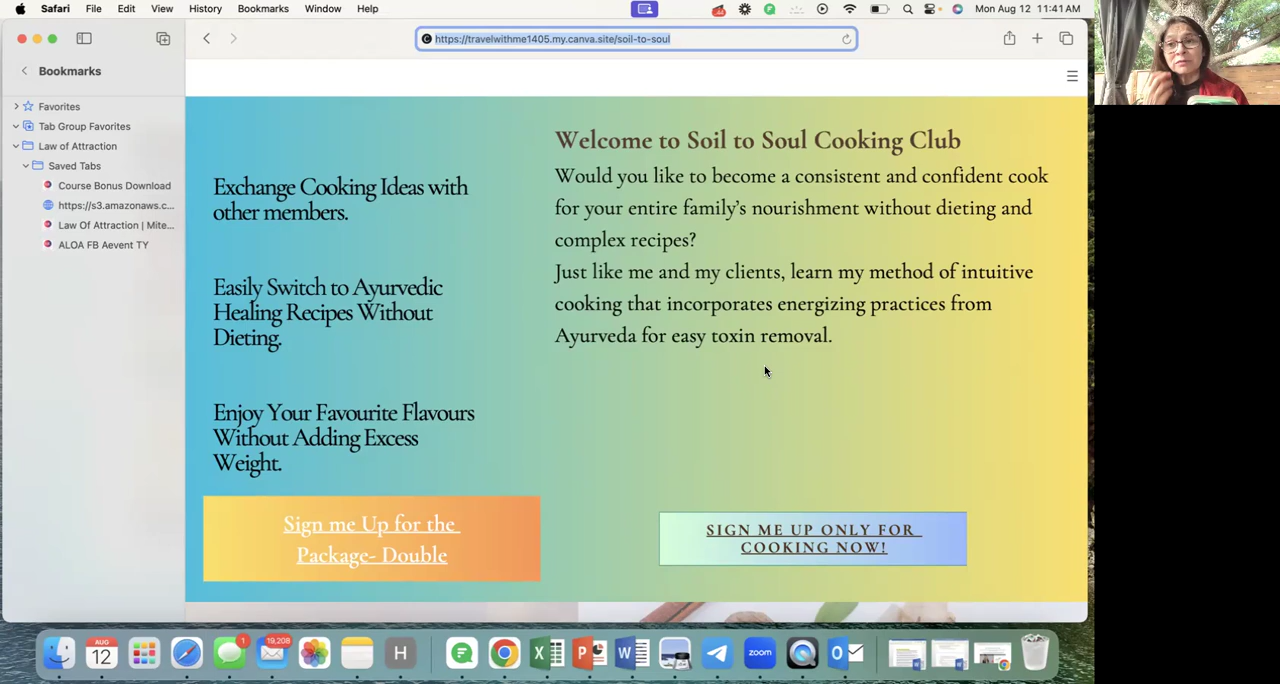 Safari File Edit View History Bookmarks Window Help Mon Aug 12 11:41 AM
https://travelwithme1405.my.canva.site/soil-to-soul
Bookmarks
Favorites
Tab Group Favorites
Law of Attraction
Saved Tabs
Course Bonus Download
https://s3.amazonaws.c...
Law Of Attraction | Mite...
ALOA FB Aevent TY
Exchange Cooking Ideas with
other members.
Easily Switch to Ayurvedic
Healing Recipes Without
Dieting.
Enjoy Your Favourite Flavours
Without Adding Excess
Weight.
Sign me Up for the
Package- Double
Welcome to Soil to Soul Cooking Club
Would you like to become a consistent and confident cook
for your entire family’s nourishment without dieting and
complex recipes?
Just like me and my clients, learn my method of intuitive
cooking that incorporates energizing practices from
Ayurveda for easy toxin removal.
SIGN ME UP ONLY FOR
COOKING NOW!
AUG
12
1
19,208
H
X
P
W
zoom
O